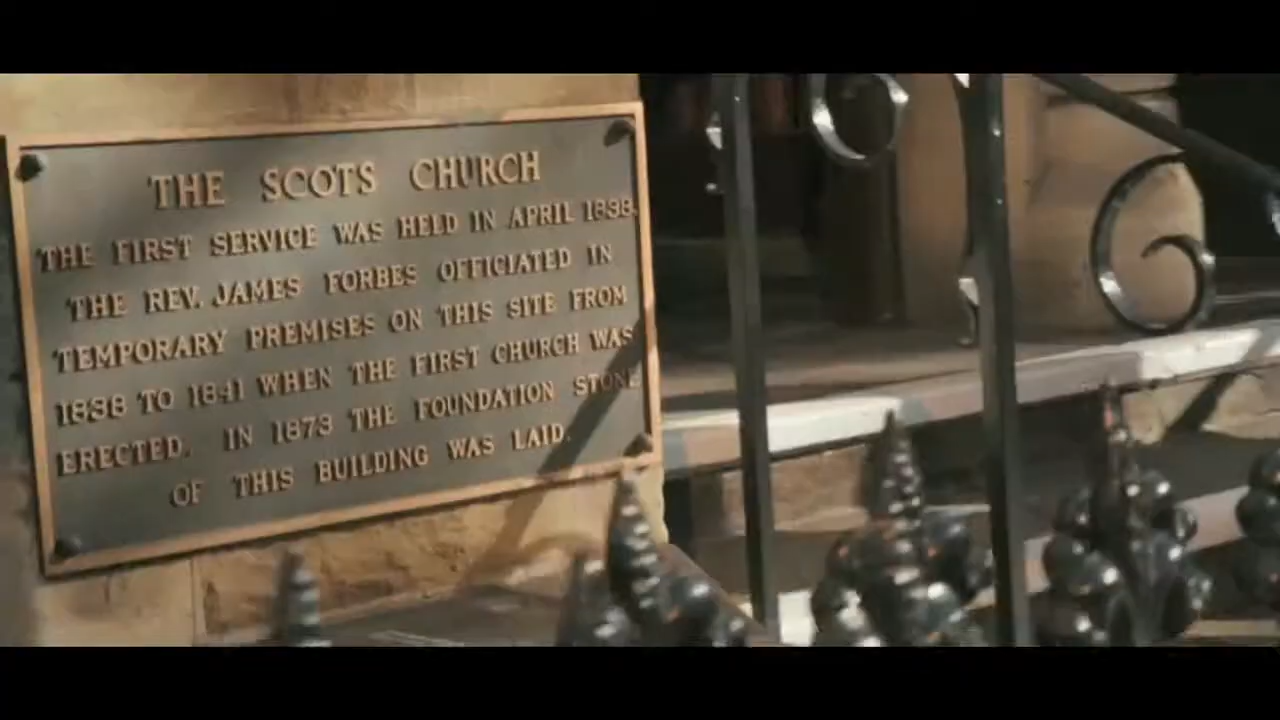 THE SCOTS CHURCH
THE FIRST SERVICE WAS HELD IN APRIL 1838.
THE REV. JAMES FORBES OFFICIATED IN
TEMPORARY PREMISES ON THIS SITE FROM
1838 TO 1841 WHEN THE FIRST CHURCH WAS
ERECTED. IN 1873 THE FOUNDATION STONE
OF THIS BUILDING WAS LAID.